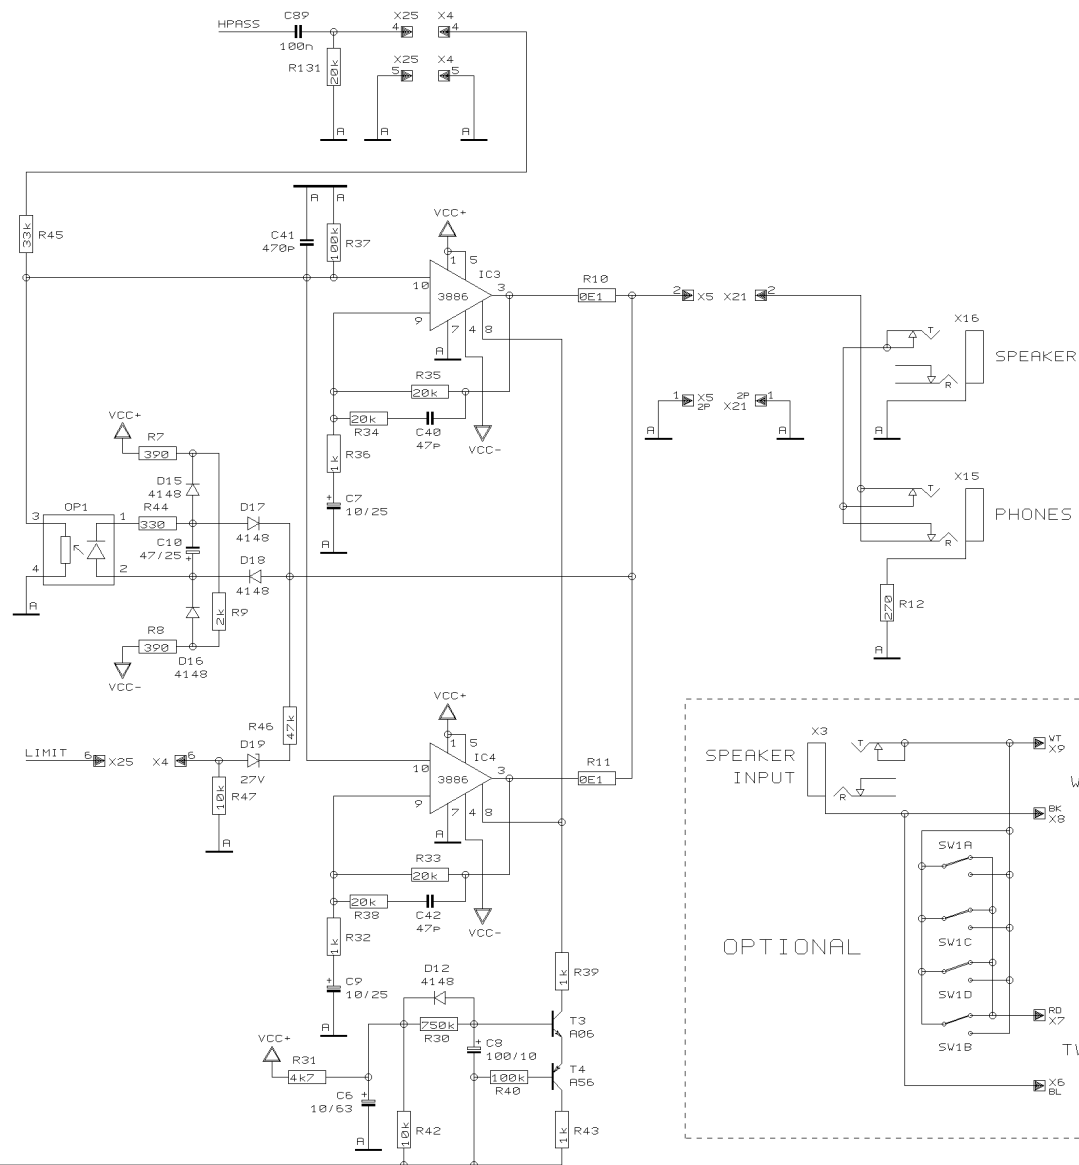 HPASS
C89
100n
X25
4
X4
4
R131
20k
X25
5
X4
5
A
A
A
A
A
33k
R45
C41
470p
100k
R37
VCC+
1
5
IC3
10
3886
3
9
7
4
8
A
R10
0E1
2
X5
X21
2
X16
T
R
SPEAKER
R35
20k
20k
R34
C40
47p
VCC-
1k
R36
C7
10/25
A
1
X5
2P
2P
X21
1
A
A
A
VCC+
R7
390
D15
4148
OP1
3
4
1
2
R44
330
C10
47/25
D17
4148
D18
4148
A
2k
R9
R8
390
D16
4148
VCC-
X15
T
R
PHONES
270
R12
A
R46
47k
LIMIT
6
X25
X4
6
D19
27V
10k
R47
A
VCC+
1
5
IC4
10
3886
3
9
7
4
8
A
R11
0E1
R33
20k
20k
R38
C42
47p
VCC-
1k
R32
C9
10/25
A
X3
SPEAKER
INPUT
T
R
WT
X9
W
BK
X8
SW1A
SW1C
SW1D
SW1B
OPTIONAL
RD
X7
TW
X6
BL
1k
R39
D12
4148
750k
R30
T3
A06
C8
100/10
T4
A56
100k
R40
VCC+
R31
4k7
C6
10/63
A
10k
R42
1k
R43